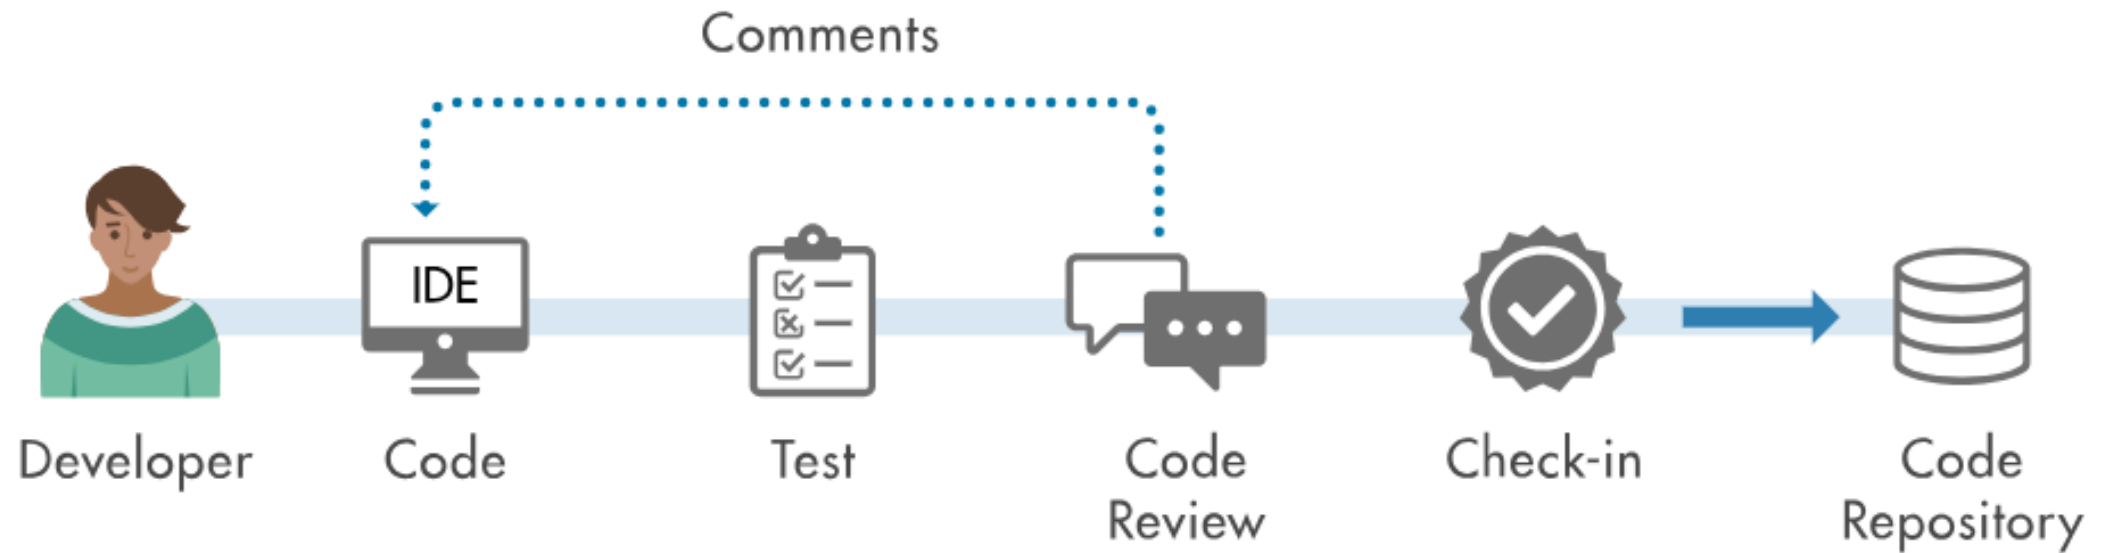 Comments
IDE
Developer
Code
Test
Code
Review
Check-in
Code
Repository